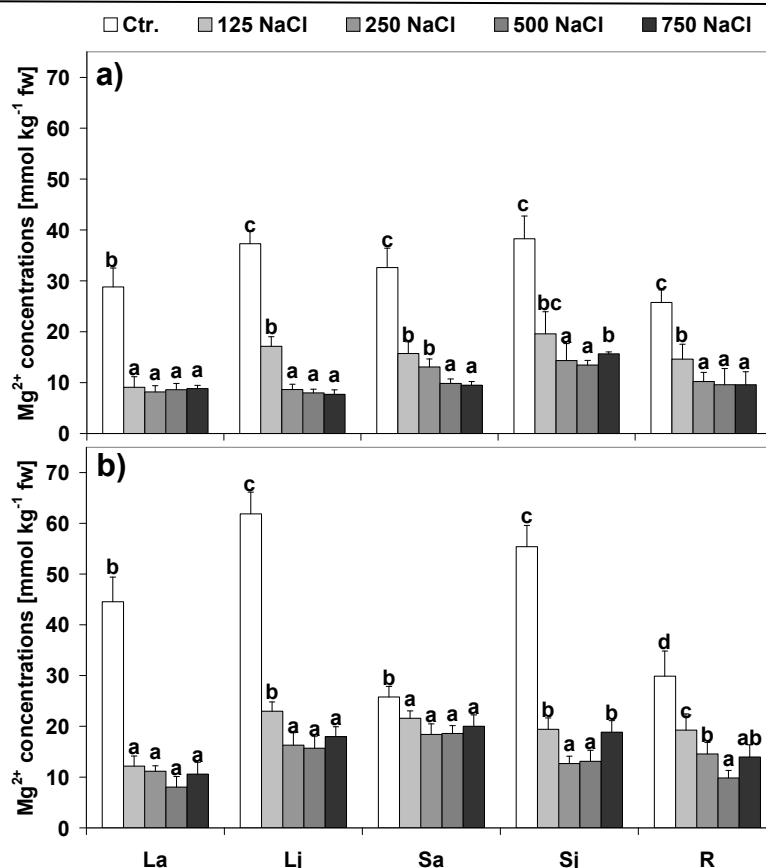 Ctr. 125 NaCl 250 NaCl 500 NaCl 750 NaCl
a)
Mg2+ concentrations [mmol kg-1 fw]
70
60
50
40
30
20
10
0
b a a a a
c b a a a
c b b a a
c bc a a b
c b a a a
b)
Mg2+ concentrations [mmol kg-1 fw]
70
60
50
40
30
20
10
0
b a a a a
c b a a a
b a a a a
c b a a b
d c b a ab
La Lj Sa Sj R